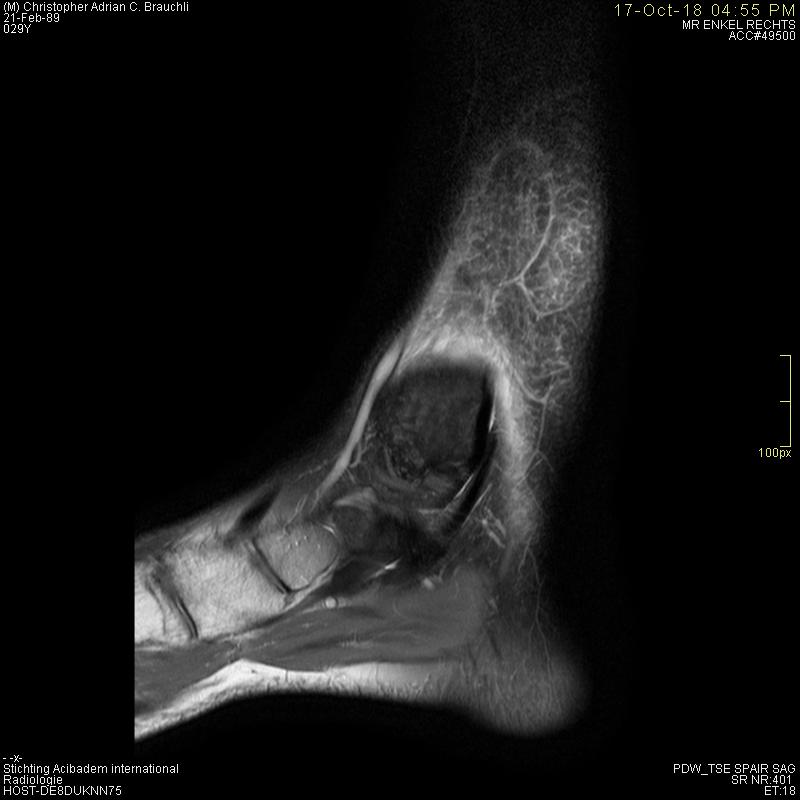 (M) Christopher Adrian C. Brauchli
21-Feb-89
029Y
17-Oct-18 04:55 PM
MR ENKEL RECHTS
ACC#49500
100px
--x-
Stichting Acibadem international
Radiologie
HOST-DE8DUKNN75
PDW_TSE SPAIR SAG
SR NR:401
ET:18